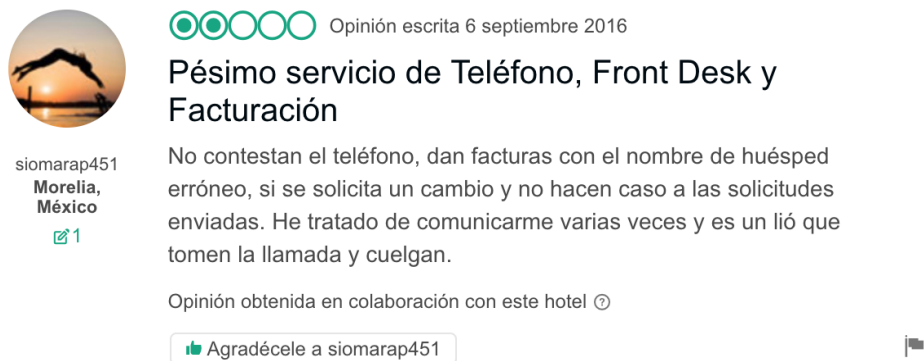 Opinión escrita 6 septiembre 2016
Pésimo servicio de Teléfono, Front Desk y
Facturación
siomarap451
Morelia,
México
1
No contestan el teléfono, dan facturas con el nombre de huésped
erróneo, si se solicita un cambio y no hacen caso a las solicitudes
enviadas. He tratado de comunicarme varias veces y es un lió que
tomen la llamada y cuelgan.
Opinión obtenida en colaboración con este hotel ?
Agradécele a siomarap451